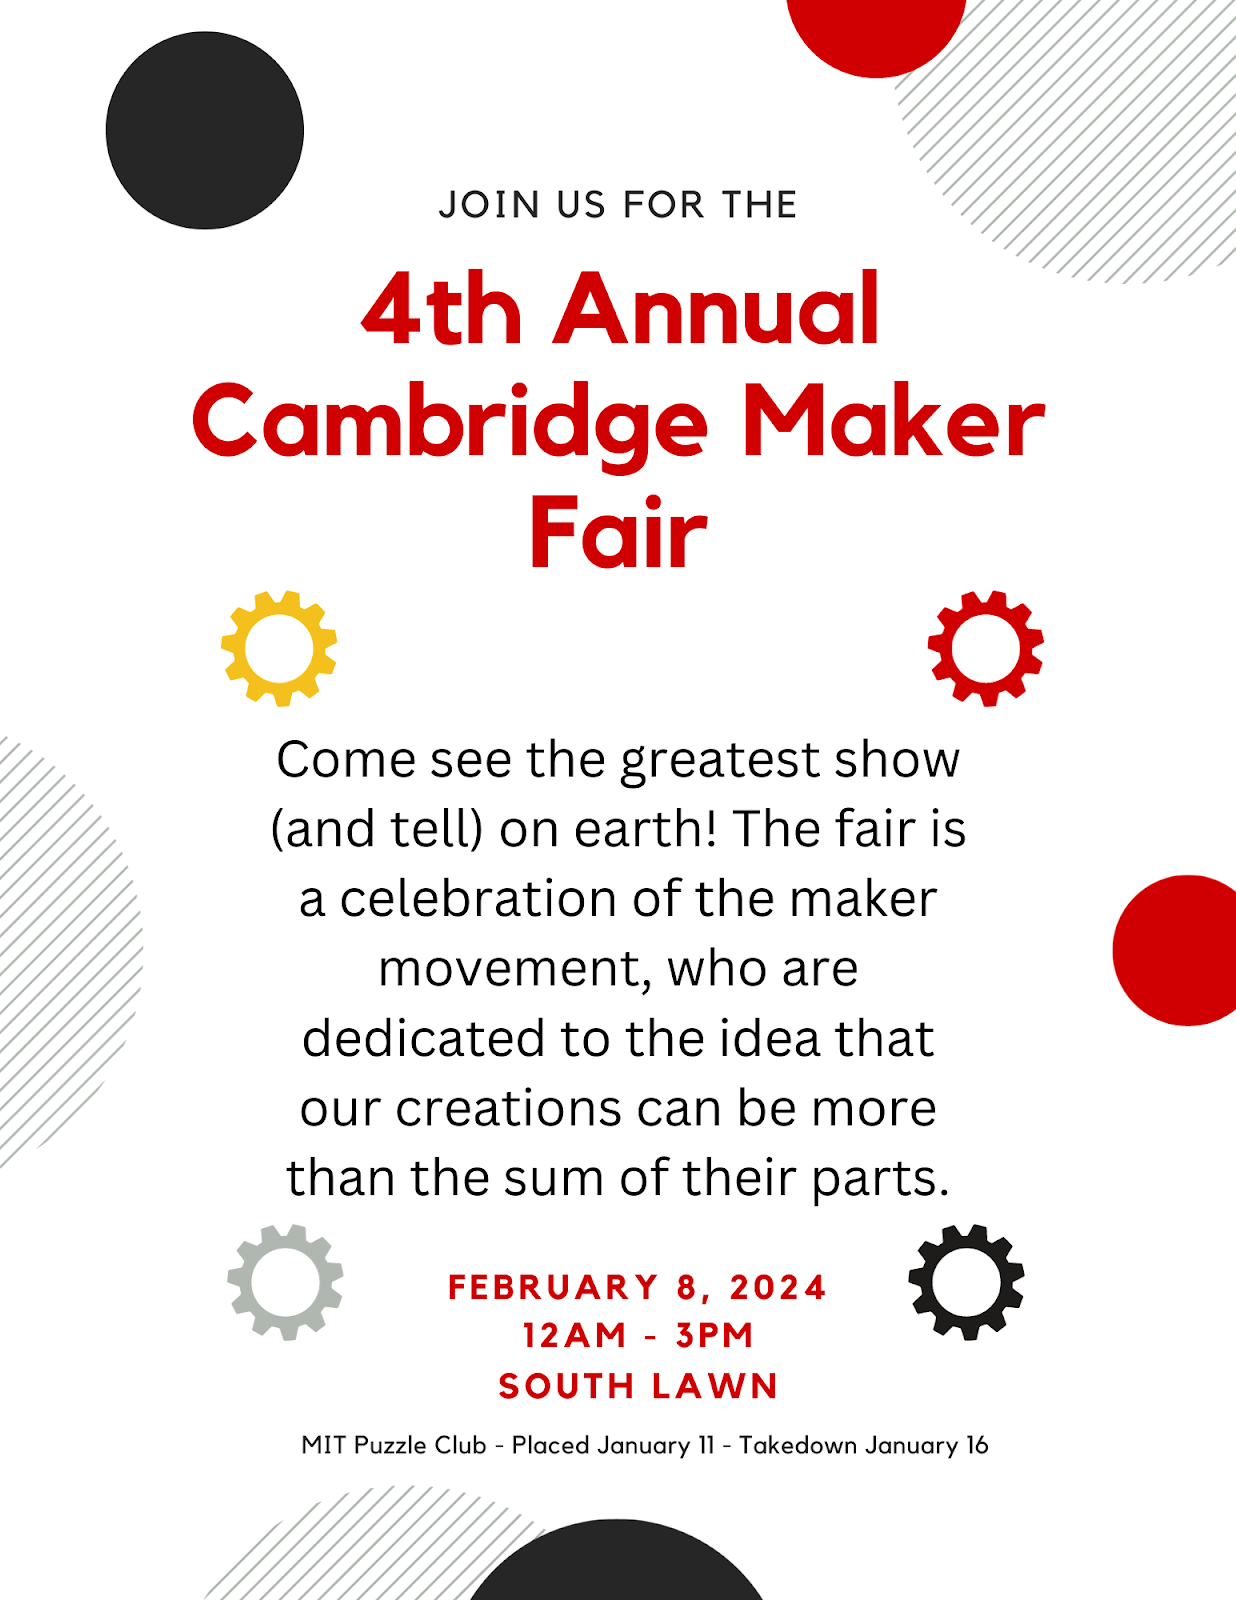 JOIN US FOR THE
4th Annual
Cambridge Maker
Fair
Come see the greatest show
(and tell) on earth! The fair is
a celebration of the maker
movement, who are
dedicated to the idea that
our creations can be more
than the sum of their parts.
FEBRUARY 8, 2024
12AM - 3PM
SOUTH LAWN
MIT Puzzle Club - Placed January 11 - Takedown January 16